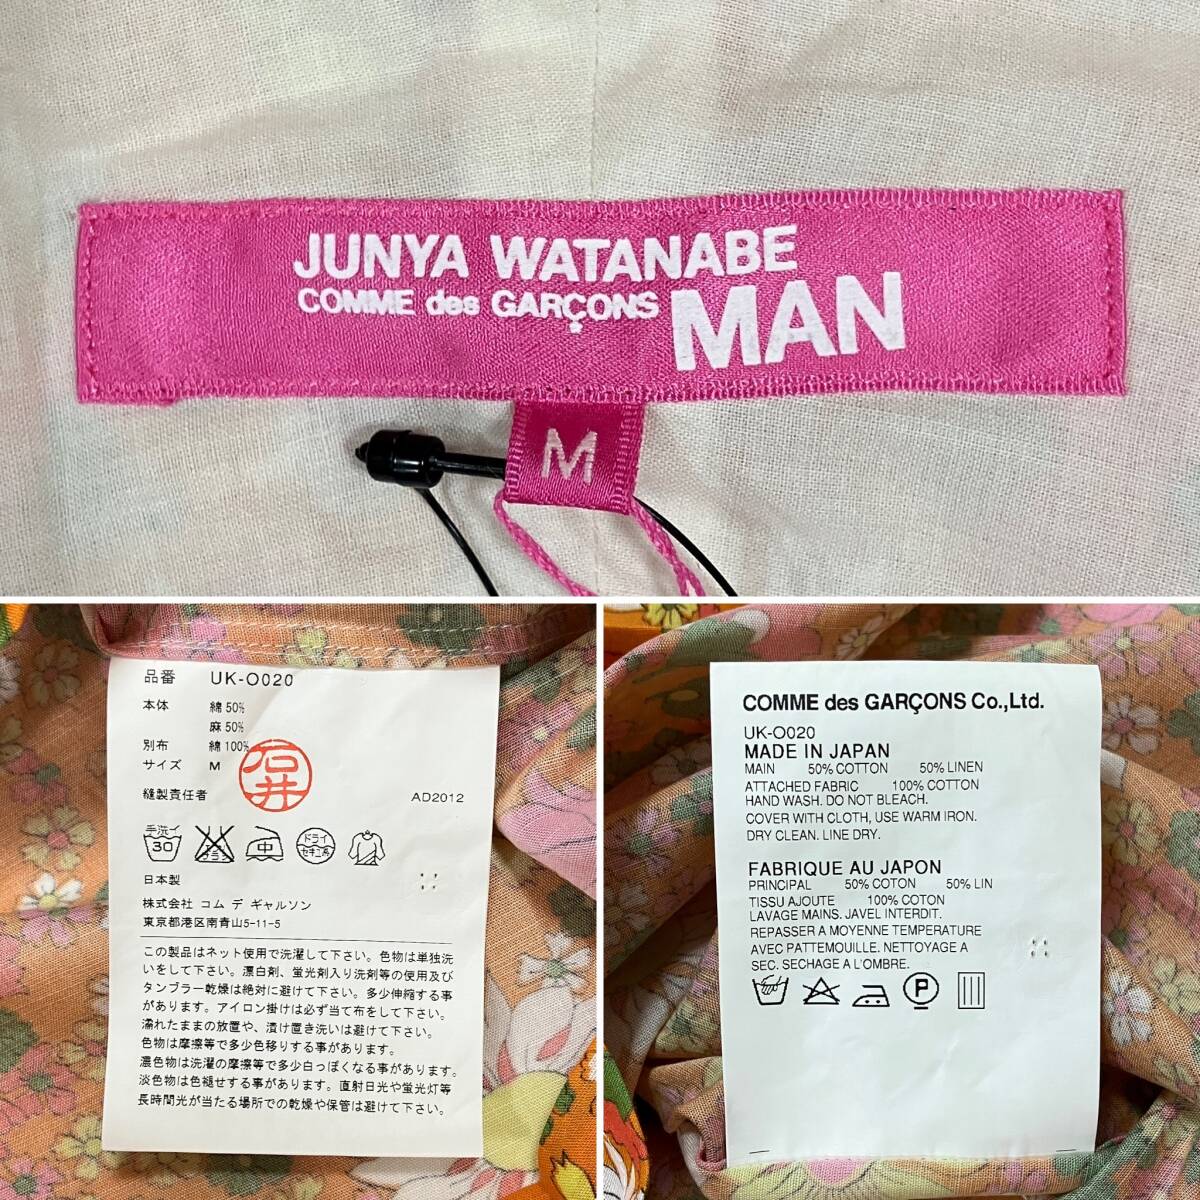 JUNYA WATANABE
COMME des GARÇONS MAN
M
品番 UK-O020
本体 綿 50%
麻 50%
別布 綿 100%
サイズ M
石井
縫製責任者 AD2012
手洗イ 30 中 ドライ セキユ系
日本製
株式会社 コム デ ギャルソン
東京都港区南青山5-11-5
この製品はネット使用で洗濯して下さい。色物は単独洗
いをして下さい。漂白剤、蛍光剤入り洗剤等の使用及び
タンブラー乾燥は絶対に避けて下さい。多少伸縮する事
があります。アイロン掛けは必ず当て布をして下さい。
濡れたままの放置や、漬け置き洗いは避けて下さい。
色物は摩擦等で多少色移りする事が有ります。
濃色物は洗濯の摩擦等で多少白っぽくなる事があります。
淡色物は色褪せする事があります。直射日光や蛍光灯等
長時間光が当たる場所での乾燥や保管は避けて下さい。
COMME des GARÇONS Co.,Ltd.
UK-O020
MADE IN JAPAN
MAIN 50% COTTON 50% LINEN
ATTACHED FABRIC 100% COTTON
HAND WASH. DO NOT BLEACH.
COVER WITH CLOTH, USE WARM IRON.
DRY CLEAN. LINE DRY.
FABRIQUE AU JAPON
PRINCIPAL 50% COTON 50% LIN
TISSU AJOUTE 100% COTON
LAVAGE MAINS. JAVEL INTERDIT.
REPASSER A MOYENNE TEMPERATURE
AVEC PATTEMOUILLE. NETTOYAGE A
SEC. SECHAGE A L'OMBRE.
P